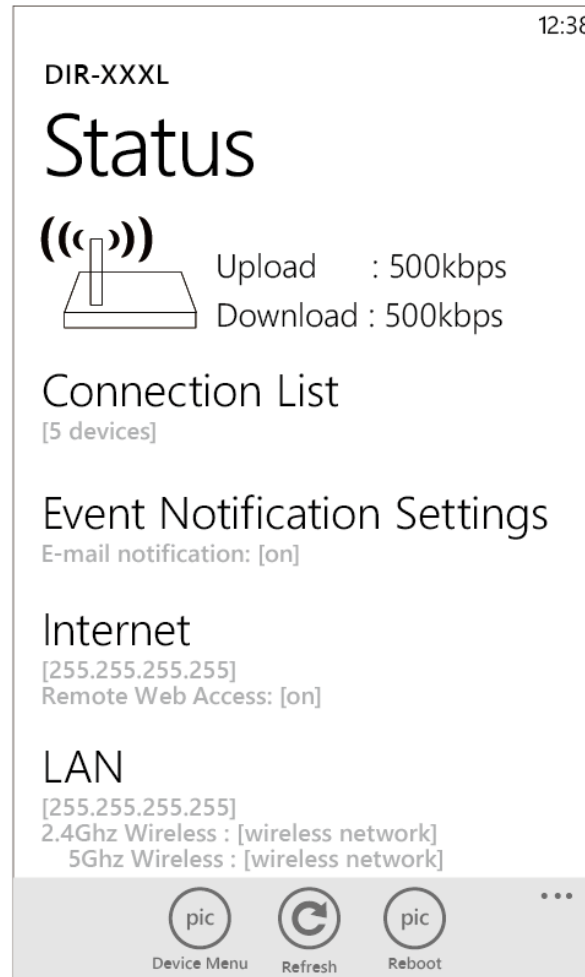 12:38
DIR-XXXL
Status
Upload : 500kbps
Download : 500kbps
Connection List
[5 devices]
Event Notification Settings
E-mail notification: [on]
Internet
[255.255.255.255]
Remote Web Access: [on]
LAN
[255.255.255.255]
2.4Ghz Wireless : [wireless network]
5Ghz Wireless : [wireless network]
pic pic
Device Menu Refresh Reboot